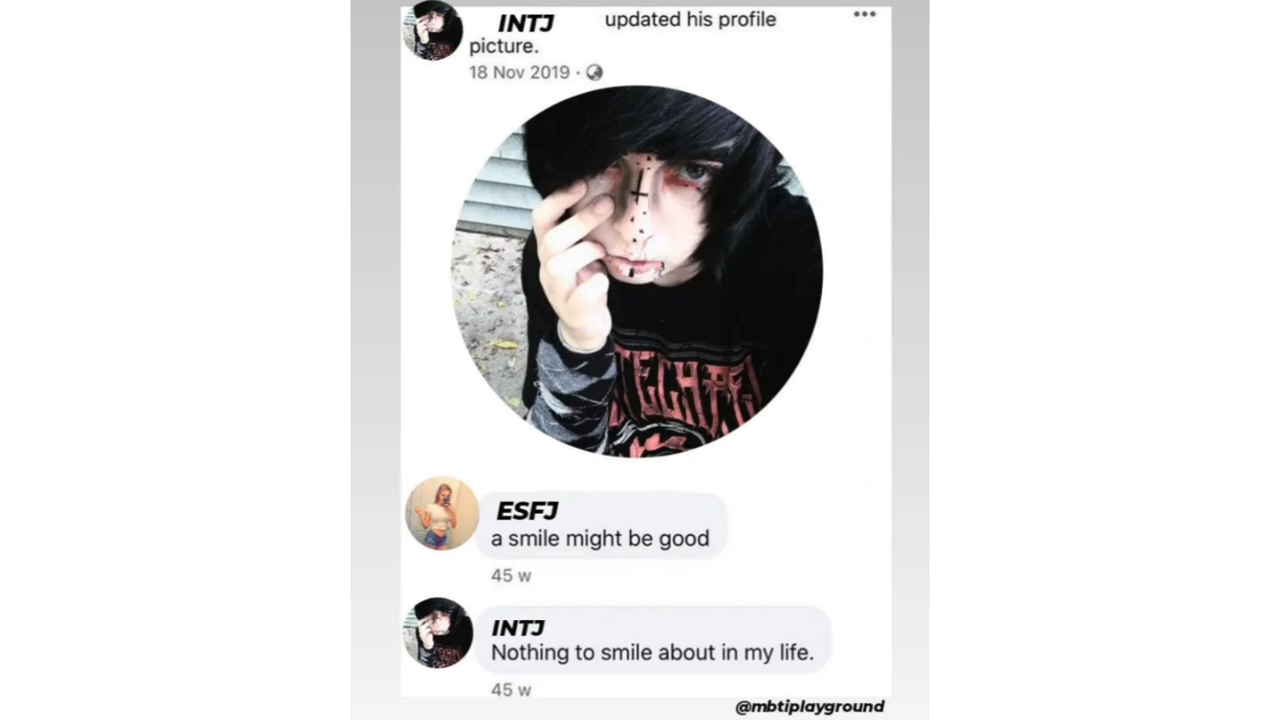 INTJ updated his profile
picture.
18 Nov 2019 ·
ESFJ
a smile might be good
45 w
INTJ
Nothing to smile about in my life.
45 w
@mbtiplayground